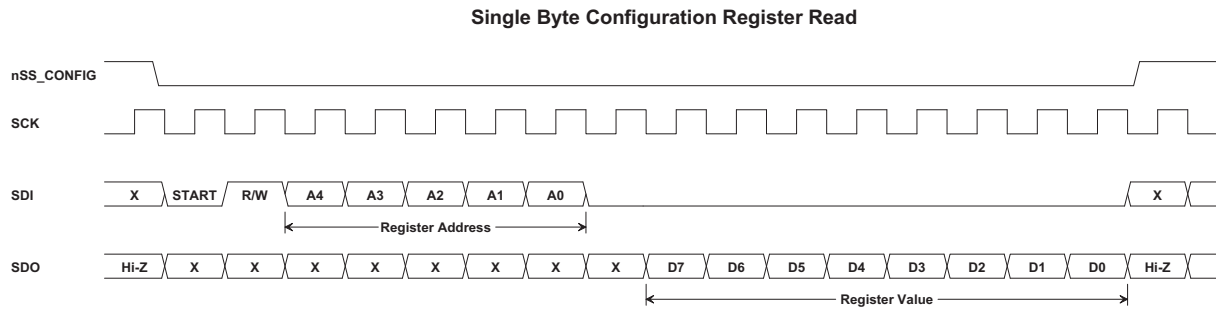 Single Byte Configuration Register Read
nSS_CONFIG
SCK
SDI X START R/W A4 A3 A2 A1 A0 X
Register Address
SDO Hi-Z X X X X X X X X D7 D6 D5 D4 D3 D2 D1 D0 Hi-Z
Register Value